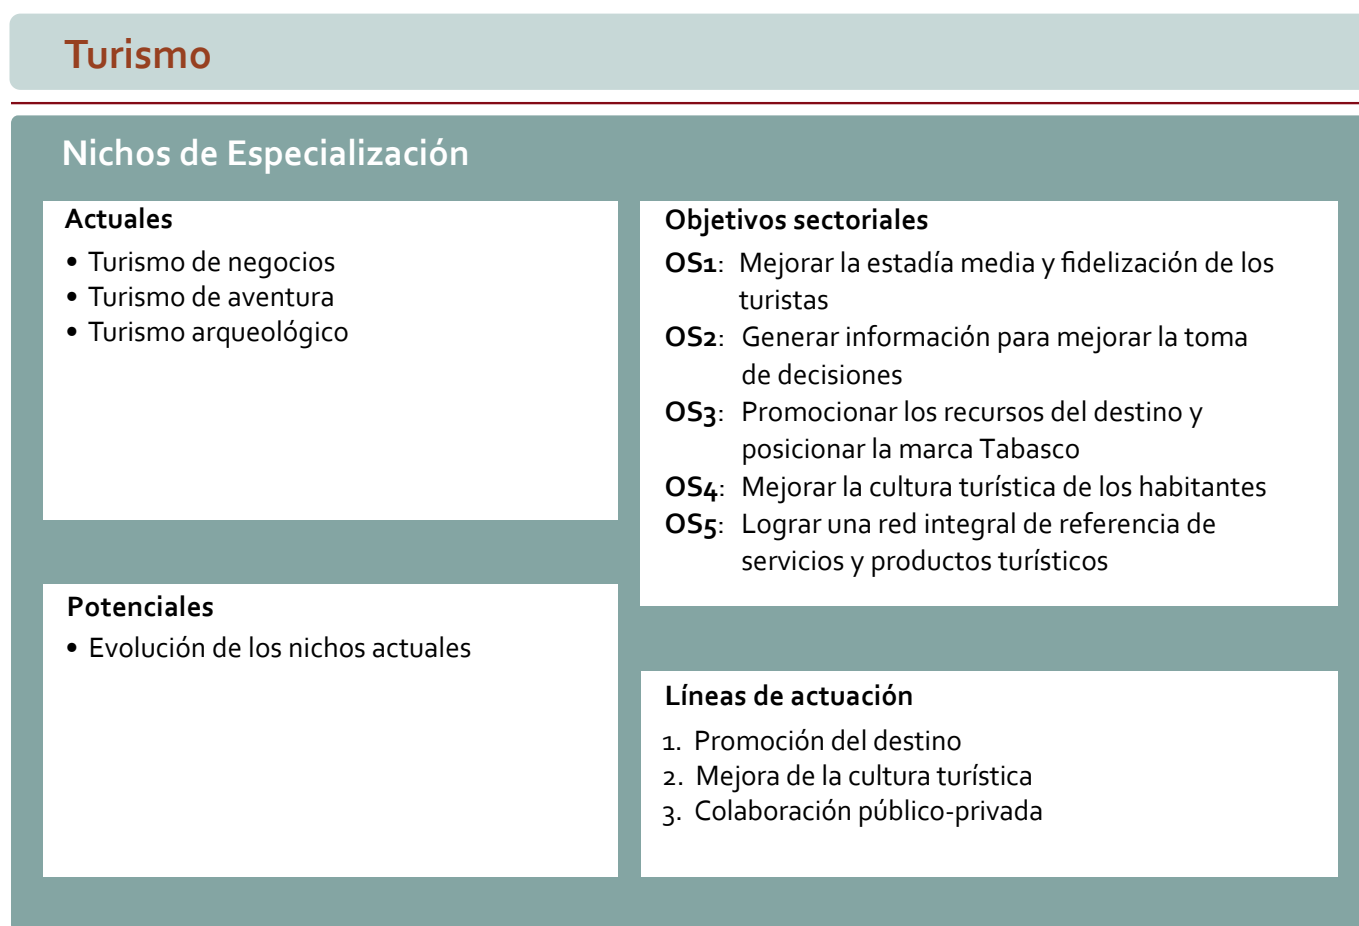 Turismo
Nichos de Especialización
Actuales
• Turismo de negocios
• Turismo de aventura
• Turismo arqueológico
Potenciales
• Evolución de los nichos actuales
Objetivos sectoriales
OS1: Mejorar la estadía media y fidelización de los
turistas
OS2: Generar información para mejorar la toma
de decisiones
OS3: Promocionar los recursos del destino y
posicionar la marca Tabasco
OS4: Mejorar la cultura turística de los habitantes
OS5: Lograr una red integral de referencia de
servicios y productos turísticos
Líneas de actuación
1. Promoción del destino
2. Mejora de la cultura turística
3. Colaboración público-privada